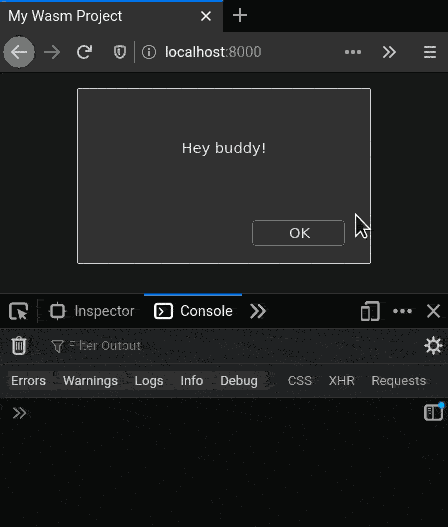 My Wasm Project
localhost:8000
Hey buddy!
OK
Inspector Console
Filter Output
Errors Warnings Logs Info Debug CSS XHR Requests